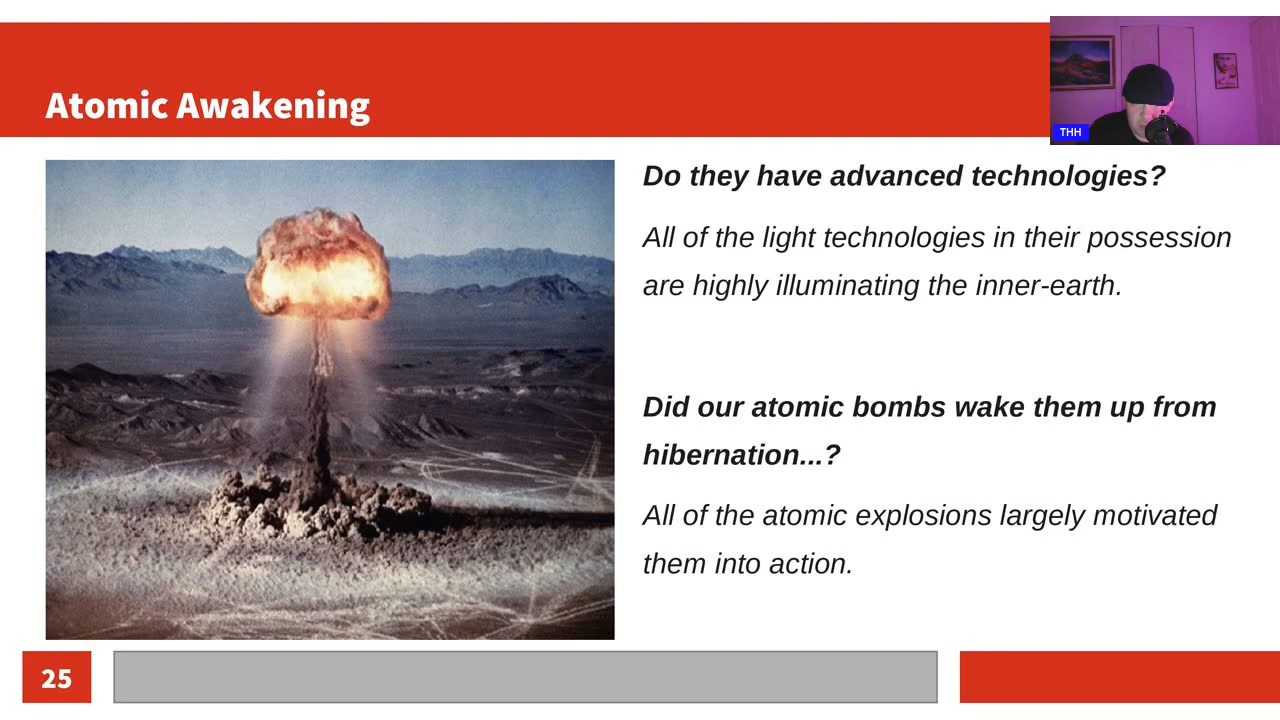 Atomic Awakening
THH
Do they have advanced technologies?
All of the light technologies in their possession
are highly illuminating the inner-earth.
Did our atomic bombs wake them up from
hibernation...?
All of the atomic explosions largely motivated
them into action.
25